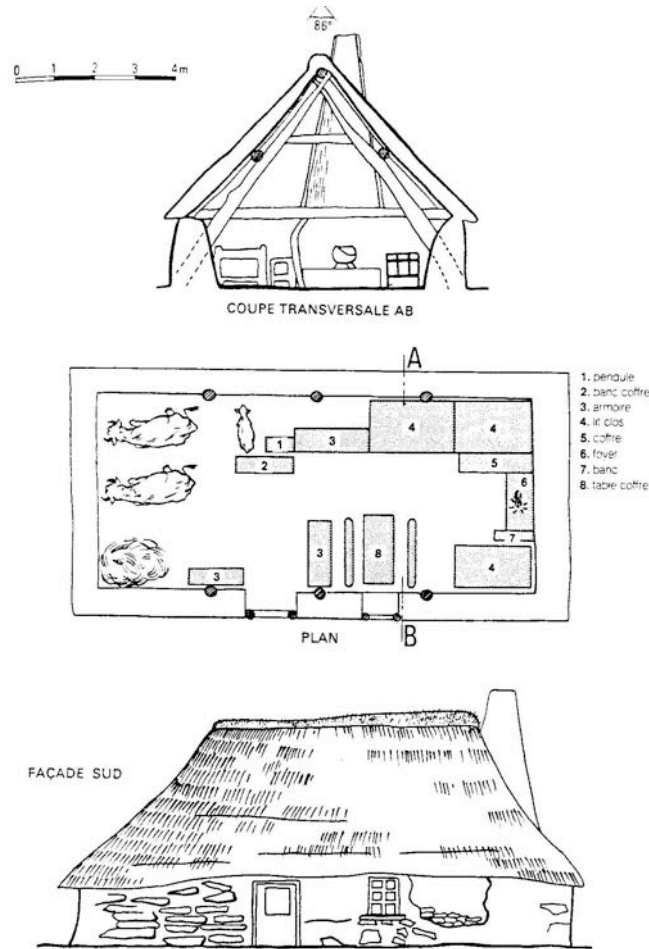 86°
0 1 2 3 4 m
COUPE TRANSVERSALE AB
A
1. pendule
2. banc coffre
3. armoire
4. lit clos
5. coffre
6. foyer
7. banc
8. table coffre
4 4
1 3
2 5
6
3 8
7
3 4
B
PLAN
FAÇADE SUD